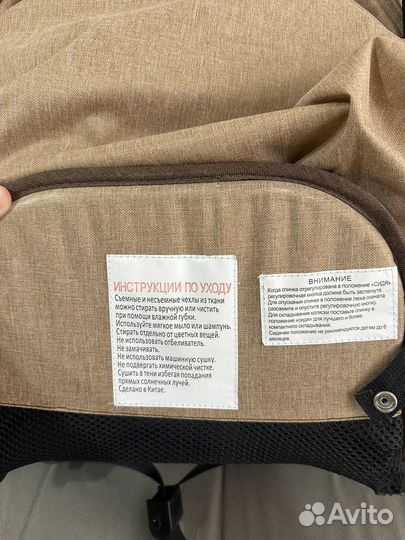 ИНСТРУКЦИИ ПО УХОДУ
Съемные и несъемные чехлы из ткани
можно стирать вручную или чистить
при помощи влажной губки.
Используйте мягкое мыло или шампунь.
Стирать отдельно от цветных вещей.
Не использовать отбеливатель.
Не замачивать.
Не использовать машинную сушку.
Не подвергать химической чистке.
Сушить в тени избегая попадания
прямых солнечных лучей.
Сделано в Китае.
ВНИМАНИЕ
Когда спинка отрегулирована в положение «СИДЯ»,
регулировочная кнопка должна быть застегнута
Для опускания спинки в положение лежа сначала
разожмите и опустите регулировочную кнопку.
Для складывания коляски поставьте спинку в
положение «сидя» для лучшего и более
компактного складывания.
Сидячее положение не рекомендуется детям до 6
месяцев.
Avito